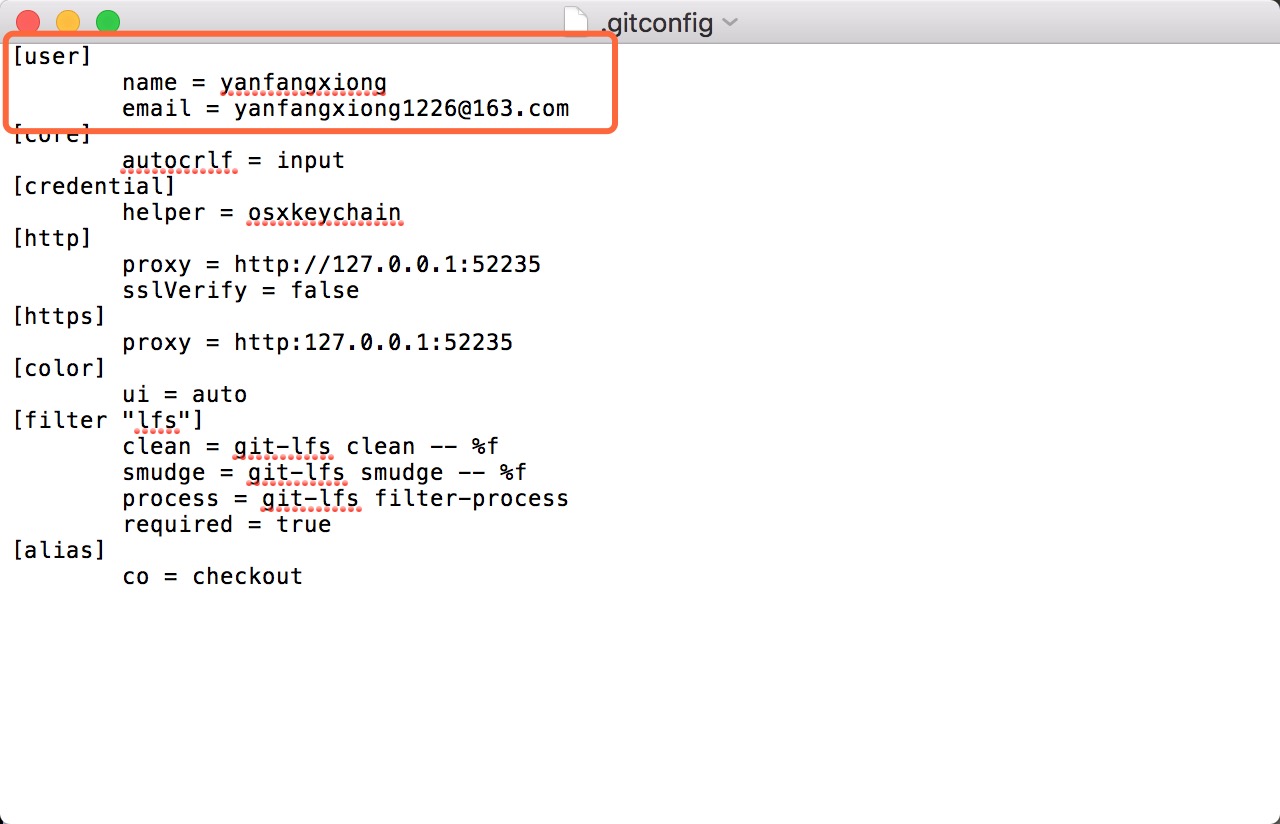 .gitconfig
[user]
name = yanfangxiong
email = yanfangxiong1226@163.com
[core]
autocrlf = input
[credential]
helper = osxkeychain
[http]
proxy = http://127.0.0.1:52235
sslVerify = false
[https]
proxy = http:127.0.0.1:52235
[color]
ui = auto
[filter "lfs"]
clean = git-lfs clean -- %f
smudge = git-lfs smudge -- %f
process = git-lfs filter-process
required = true
[alias]
co = checkout